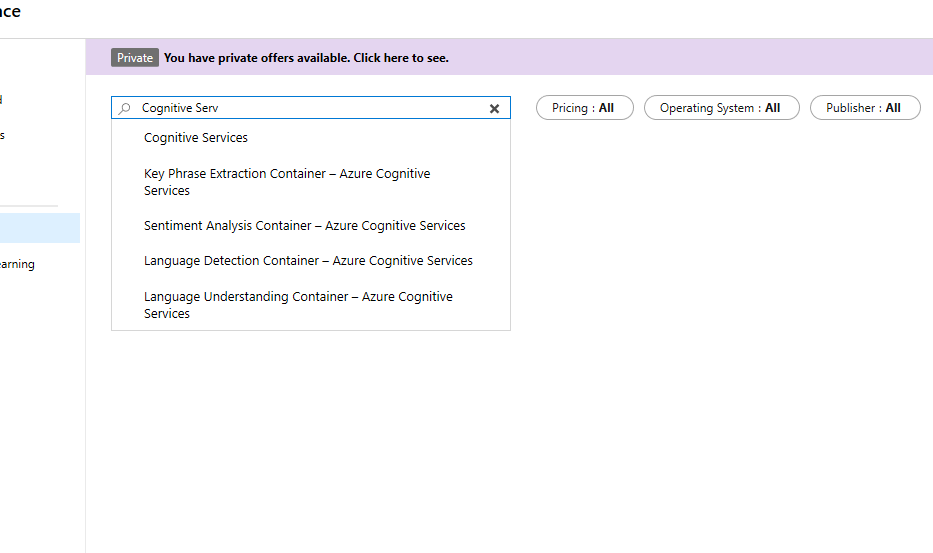 nce
Private You have private offers available. Click here to see.
Cognitive Serv
Pricing : All
Operating System : All
Publisher : All
Cognitive Services
Key Phrase Extraction Container – Azure Cognitive
Services
Sentiment Analysis Container – Azure Cognitive Services
Language Detection Container – Azure Cognitive Services
earning
Language Understanding Container – Azure Cognitive
Services